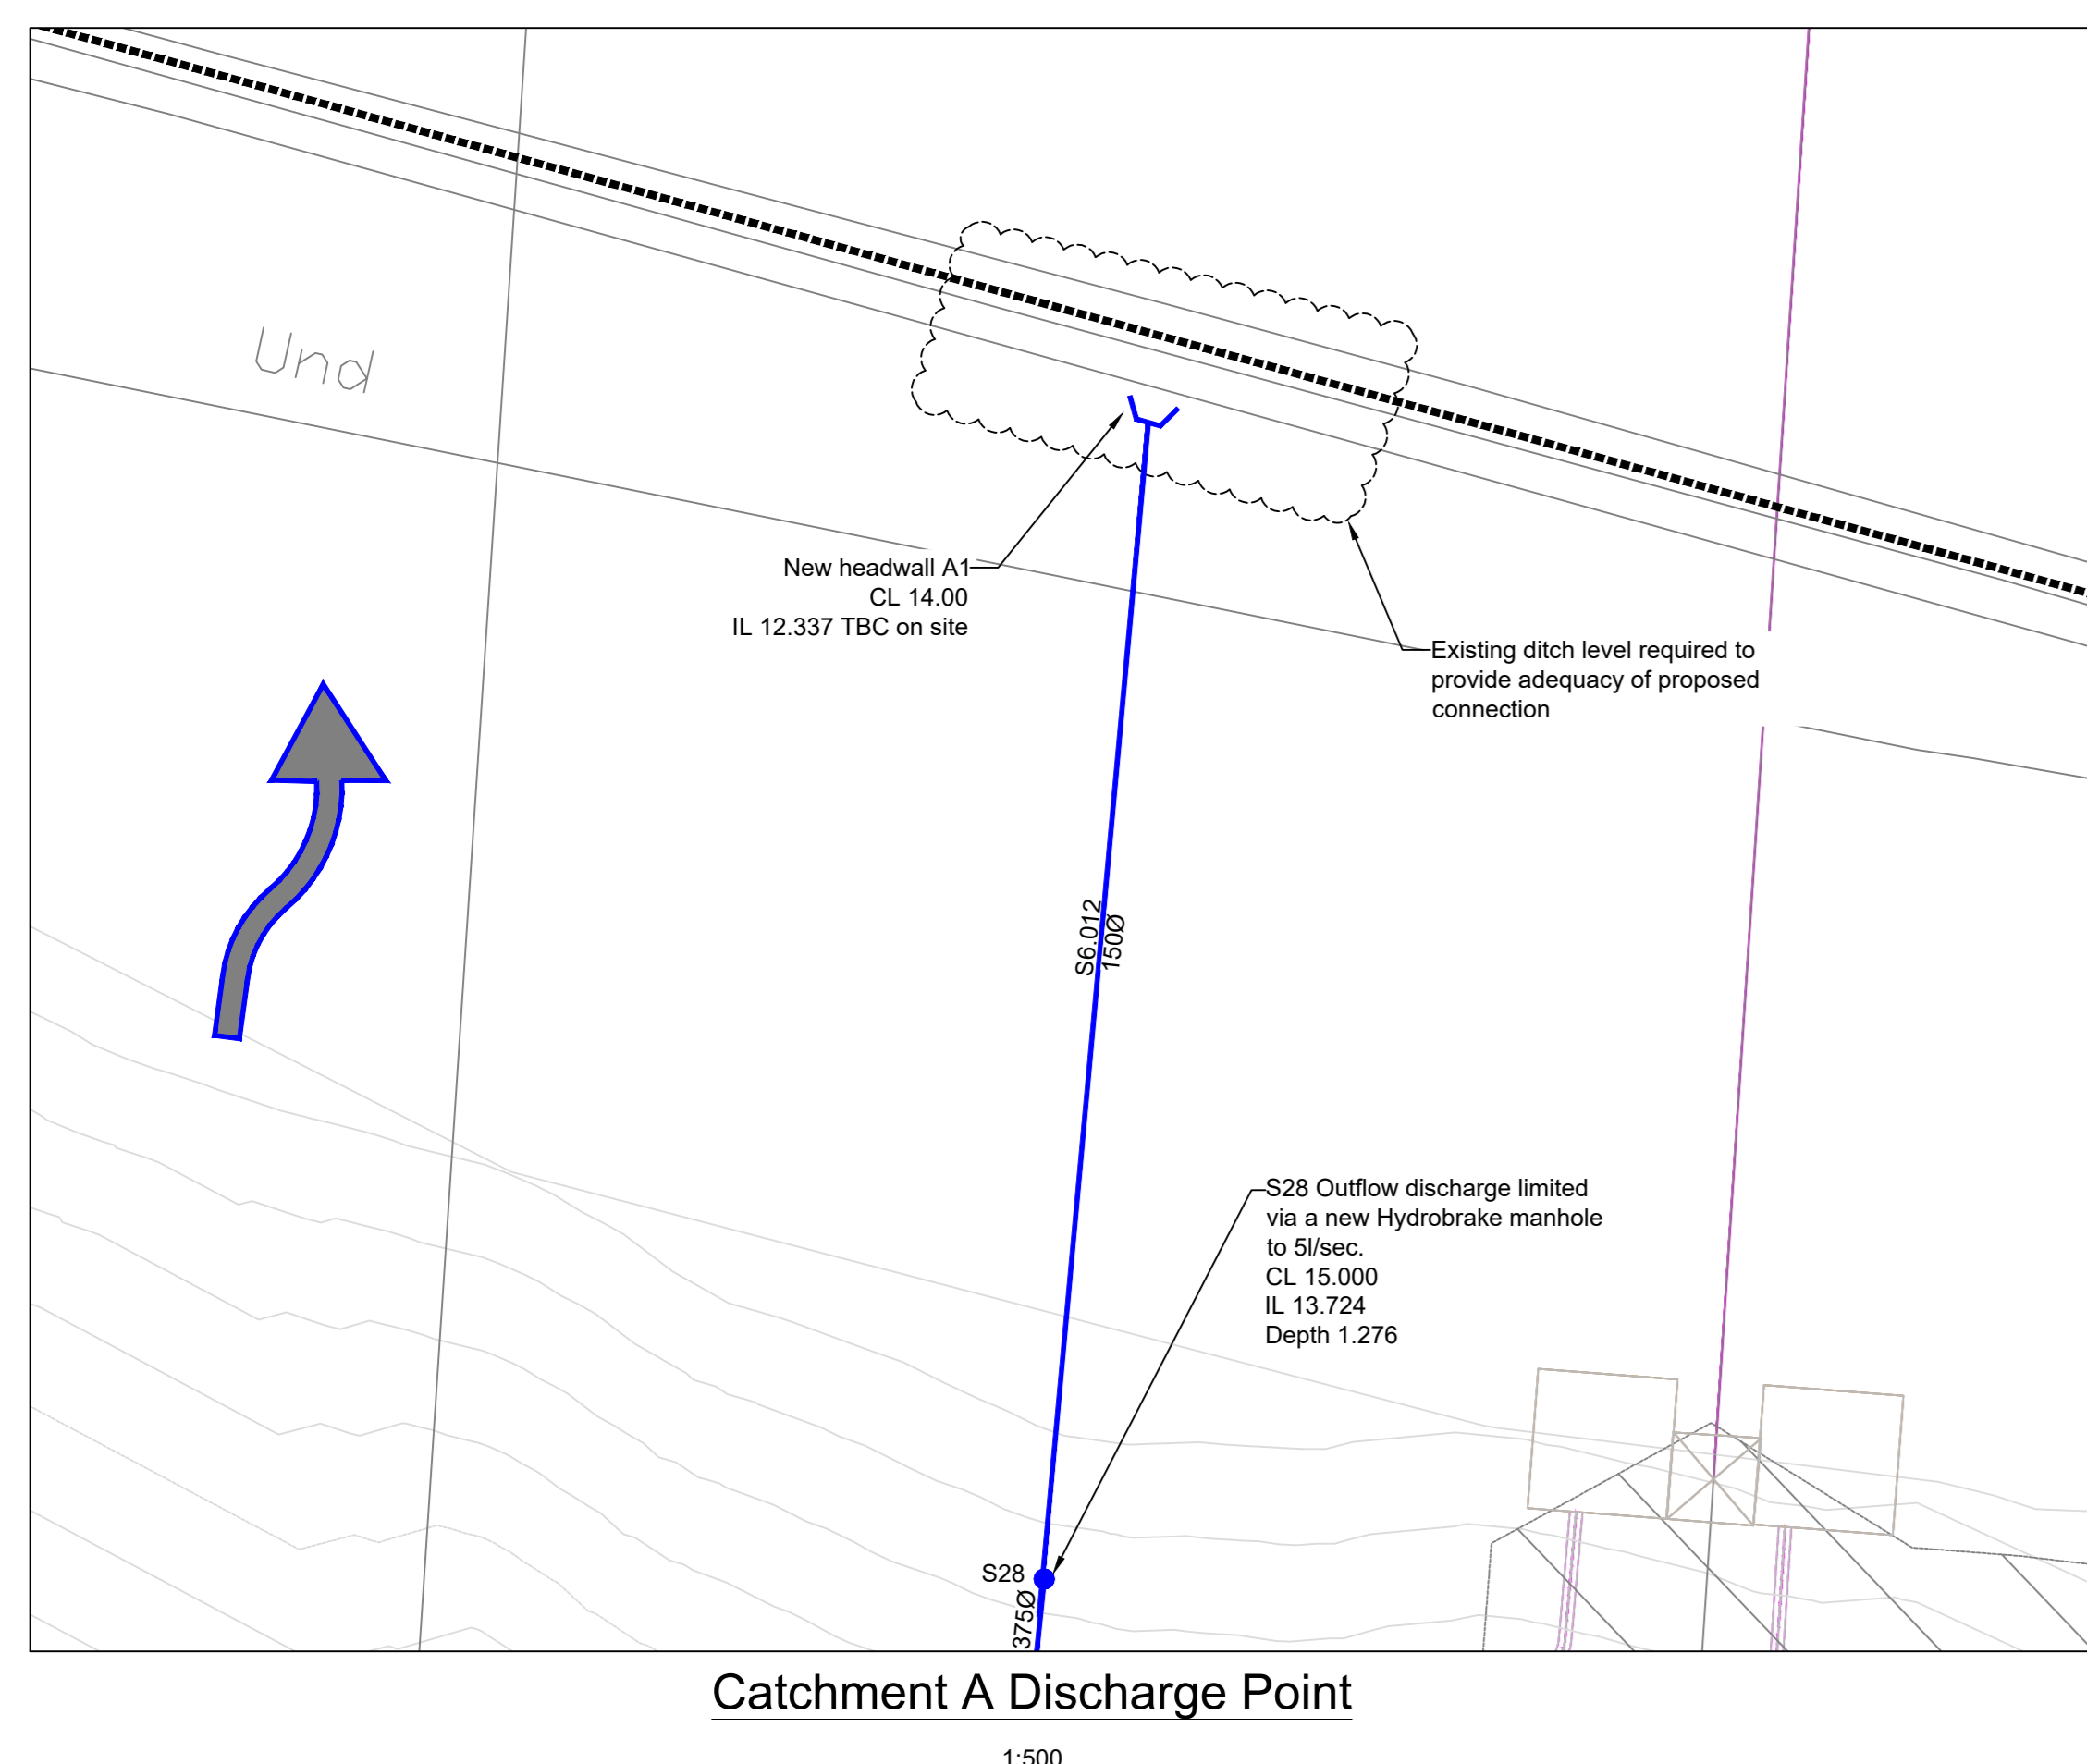 Und
New headwall A1
CL 14.00
IL 12.337 TBC on site
Existing ditch level required to
provide adequacy of proposed
connection
S6.012
150Ø
S28 Outflow discharge limited
via a new Hydrobrake manhole
to 5l/sec.
CL 15.000
IL 13.724
Depth 1.276
S28
375Ø
Catchment A Discharge Point
1:500